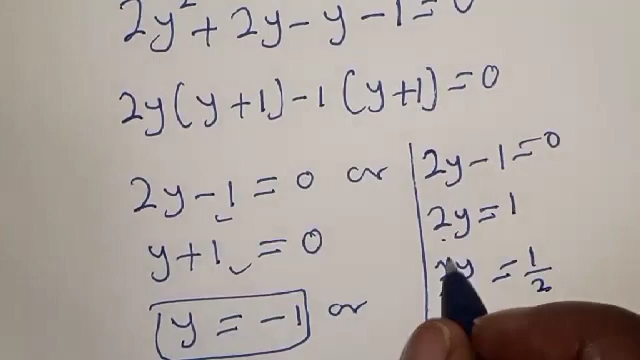 2y² + 2y - y - 1 = 0
2y(y+1) - 1(y+1) = 0
2y - 1 = 0 or
y + 1 = 0
y = -1 or
2y - 1 = 0
2y = 1
y = 1/2